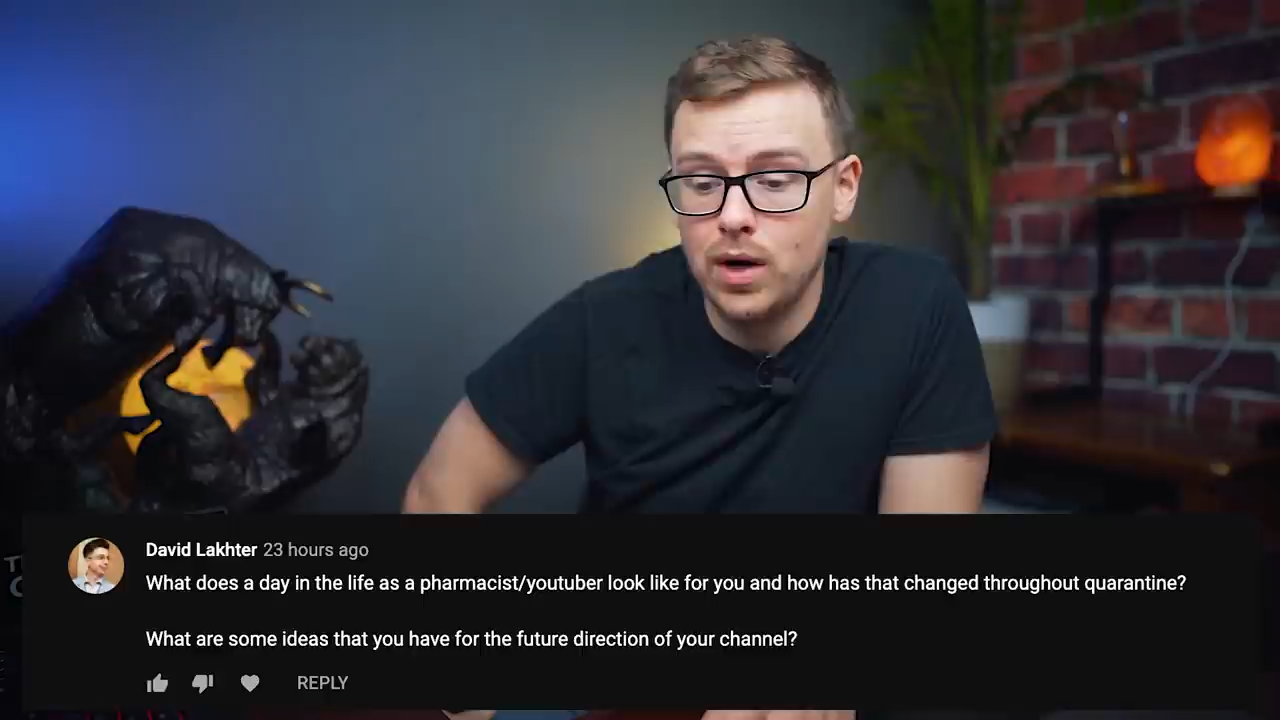 David Lakhter 23 hours ago
What does a day in the life as a pharmacist/youtuber look like for you and how has that changed throughout quarantine?
What are some ideas that you have for the future direction of your channel?
REPLY